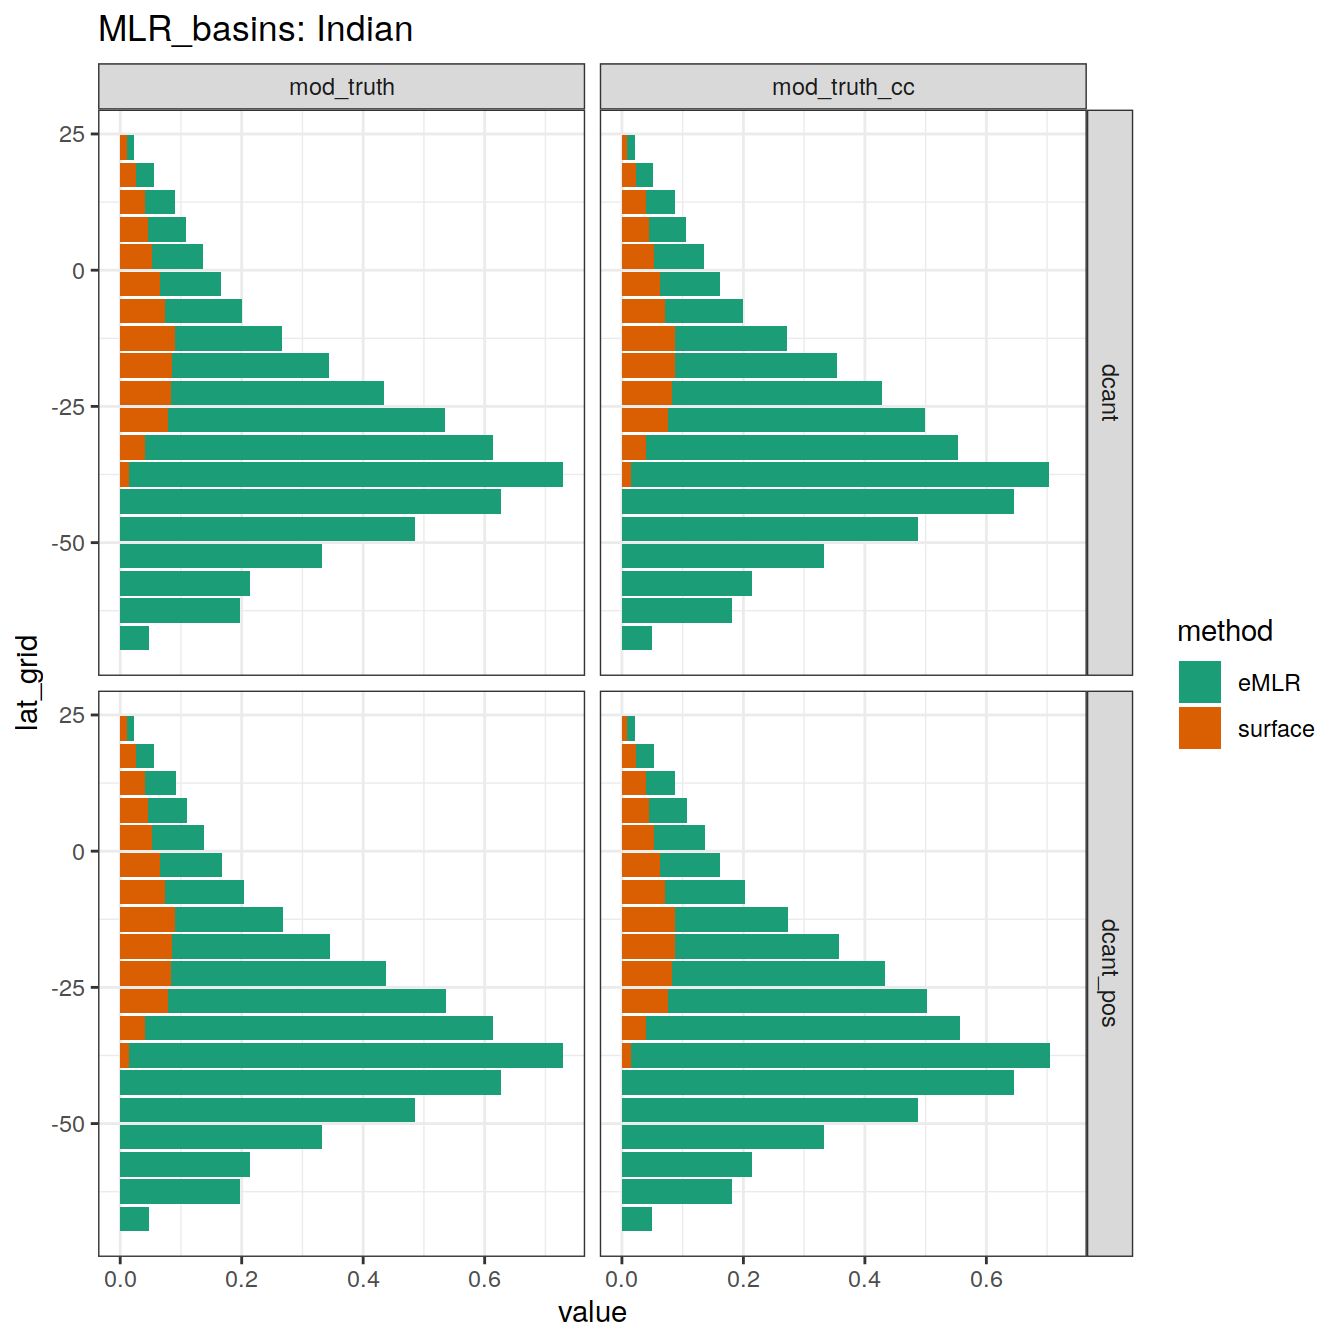 MLR_basins: Indian
mod_truth
mod_truth_cc
25
0
-25
-50
dcant
25
0
-25
-50
dcant_pos
lat_grid
0.0
0.2
0.4
0.6
0.0
0.2
0.4
0.6
value
method
eMLR
surface